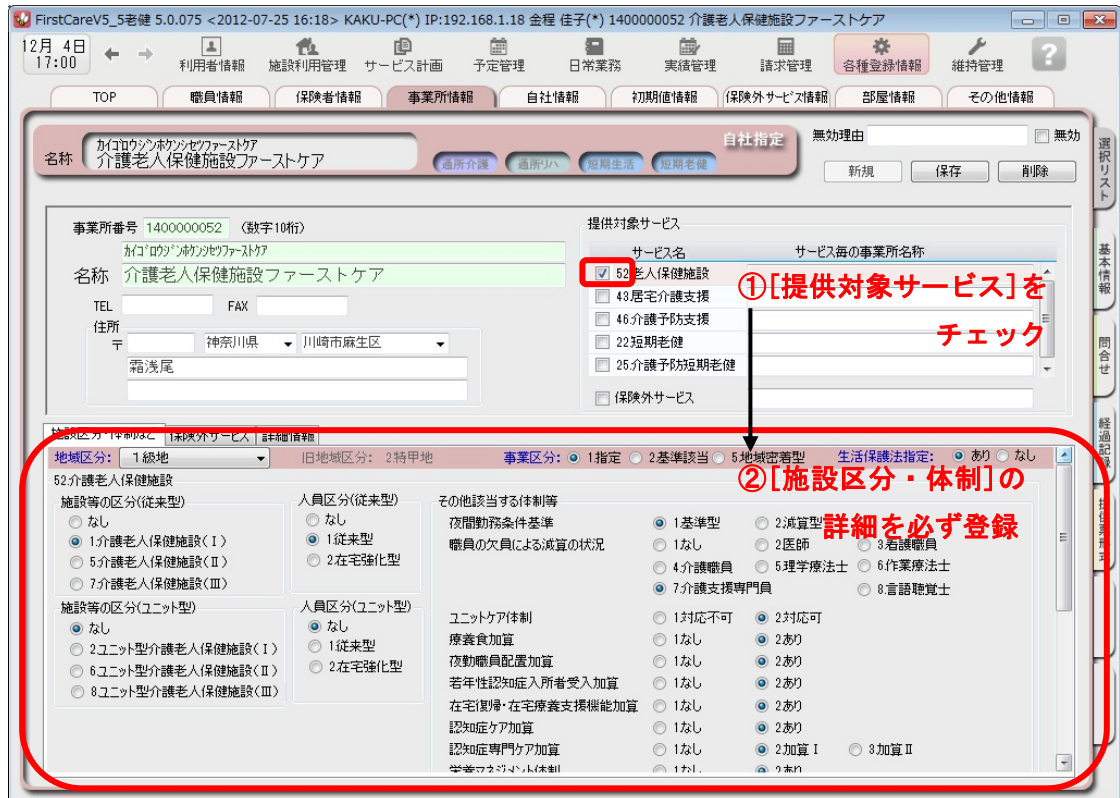 FirstCareV5_5老健 5.0.075 <2012-07-25 16:18> KAKU-PC(*) IP:192.168.1.18 金程 佳子(*) 1400000052 介護老人保健施設ファーストケア
12月 4日
17:00
利用者情報 施設利用管理 サービス計画 予定管理 日常業務 実績管理 請求管理 各種登録情報 維持管理 ?
TOP 職員情報 保険者情報 事業所情報 自社情報 初期値情報 保険外サービス情報 部屋情報 その他情報
名称
カイゴロウジンホケンシセツファーストケア
介護老人保健施設ファーストケア
通所介護 通所リハ 短期生活 短期老健
自社指定
無効理由 無効
新規 保存 削除
選択リスト
基本情報
問合せ
経過記録
事業所番号 1400000052 (数字10桁)
カイゴロウジンホケンシセツファーストケア
名称 介護老人保健施設ファーストケア
TEL FAX
住所
〒 神奈川県 川崎市麻生区
霜浅尾
提供対象サービス
サービス名 サービス毎の事業所名称
52老人保健施設
43.居宅介護支援
46.介護予防支援
22短期老健
25.介護予防短期老健
保険外サービス
①[提供対象サービス]を
チェック
保険外サービス 詳細情報
地域区分: 1級地 旧地域区分: 2特甲地 事業区分: 1指定 2基準該当 5地域密着型 生活保護法指定: あり なし
②[施設区分・体制]の
詳細を必ず登録
52:介護老人保健施設
施設等の区分(従来型)
なし
1.介護老人保健施設(Ⅰ)
5.介護老人保健施設(Ⅱ)
7.介護老人保健施設(Ⅲ)
施設等の区分(ユニット型)
なし
2.ユニット型介護老人保健施設(Ⅰ)
6.ユニット型介護老人保健施設(Ⅱ)
8.ユニット型介護老人保健施設(Ⅲ)
人員区分(従来型)
なし
1従来型
2.在宅強化型
人員区分(ユニット型)
なし
1従来型
2.在宅強化型
その他該当する体制等
夜間勤務条件基準 1基準型 2減算型
職員の欠員による減算の状況 1なし 2医師 3看護職員
4介護職員 5理学療法士 6作業療法士
7介護支援専門員 8.言語聴覚士
ユニットケア体制 1対応不可 2対応可
療養食加算 1なし 2あり
夜勤職員配置加算 1なし 2あり
若年性認知症入所者受入加算 1なし 2あり
在宅復帰・在宅療養支援機能加算 1なし 2あり
認知症ケア加算 1なし 2あり
認知症専門ケア加算 1なし 2加算Ⅰ 3加算Ⅱ
栄養マネジメント体制 1なし 2あり